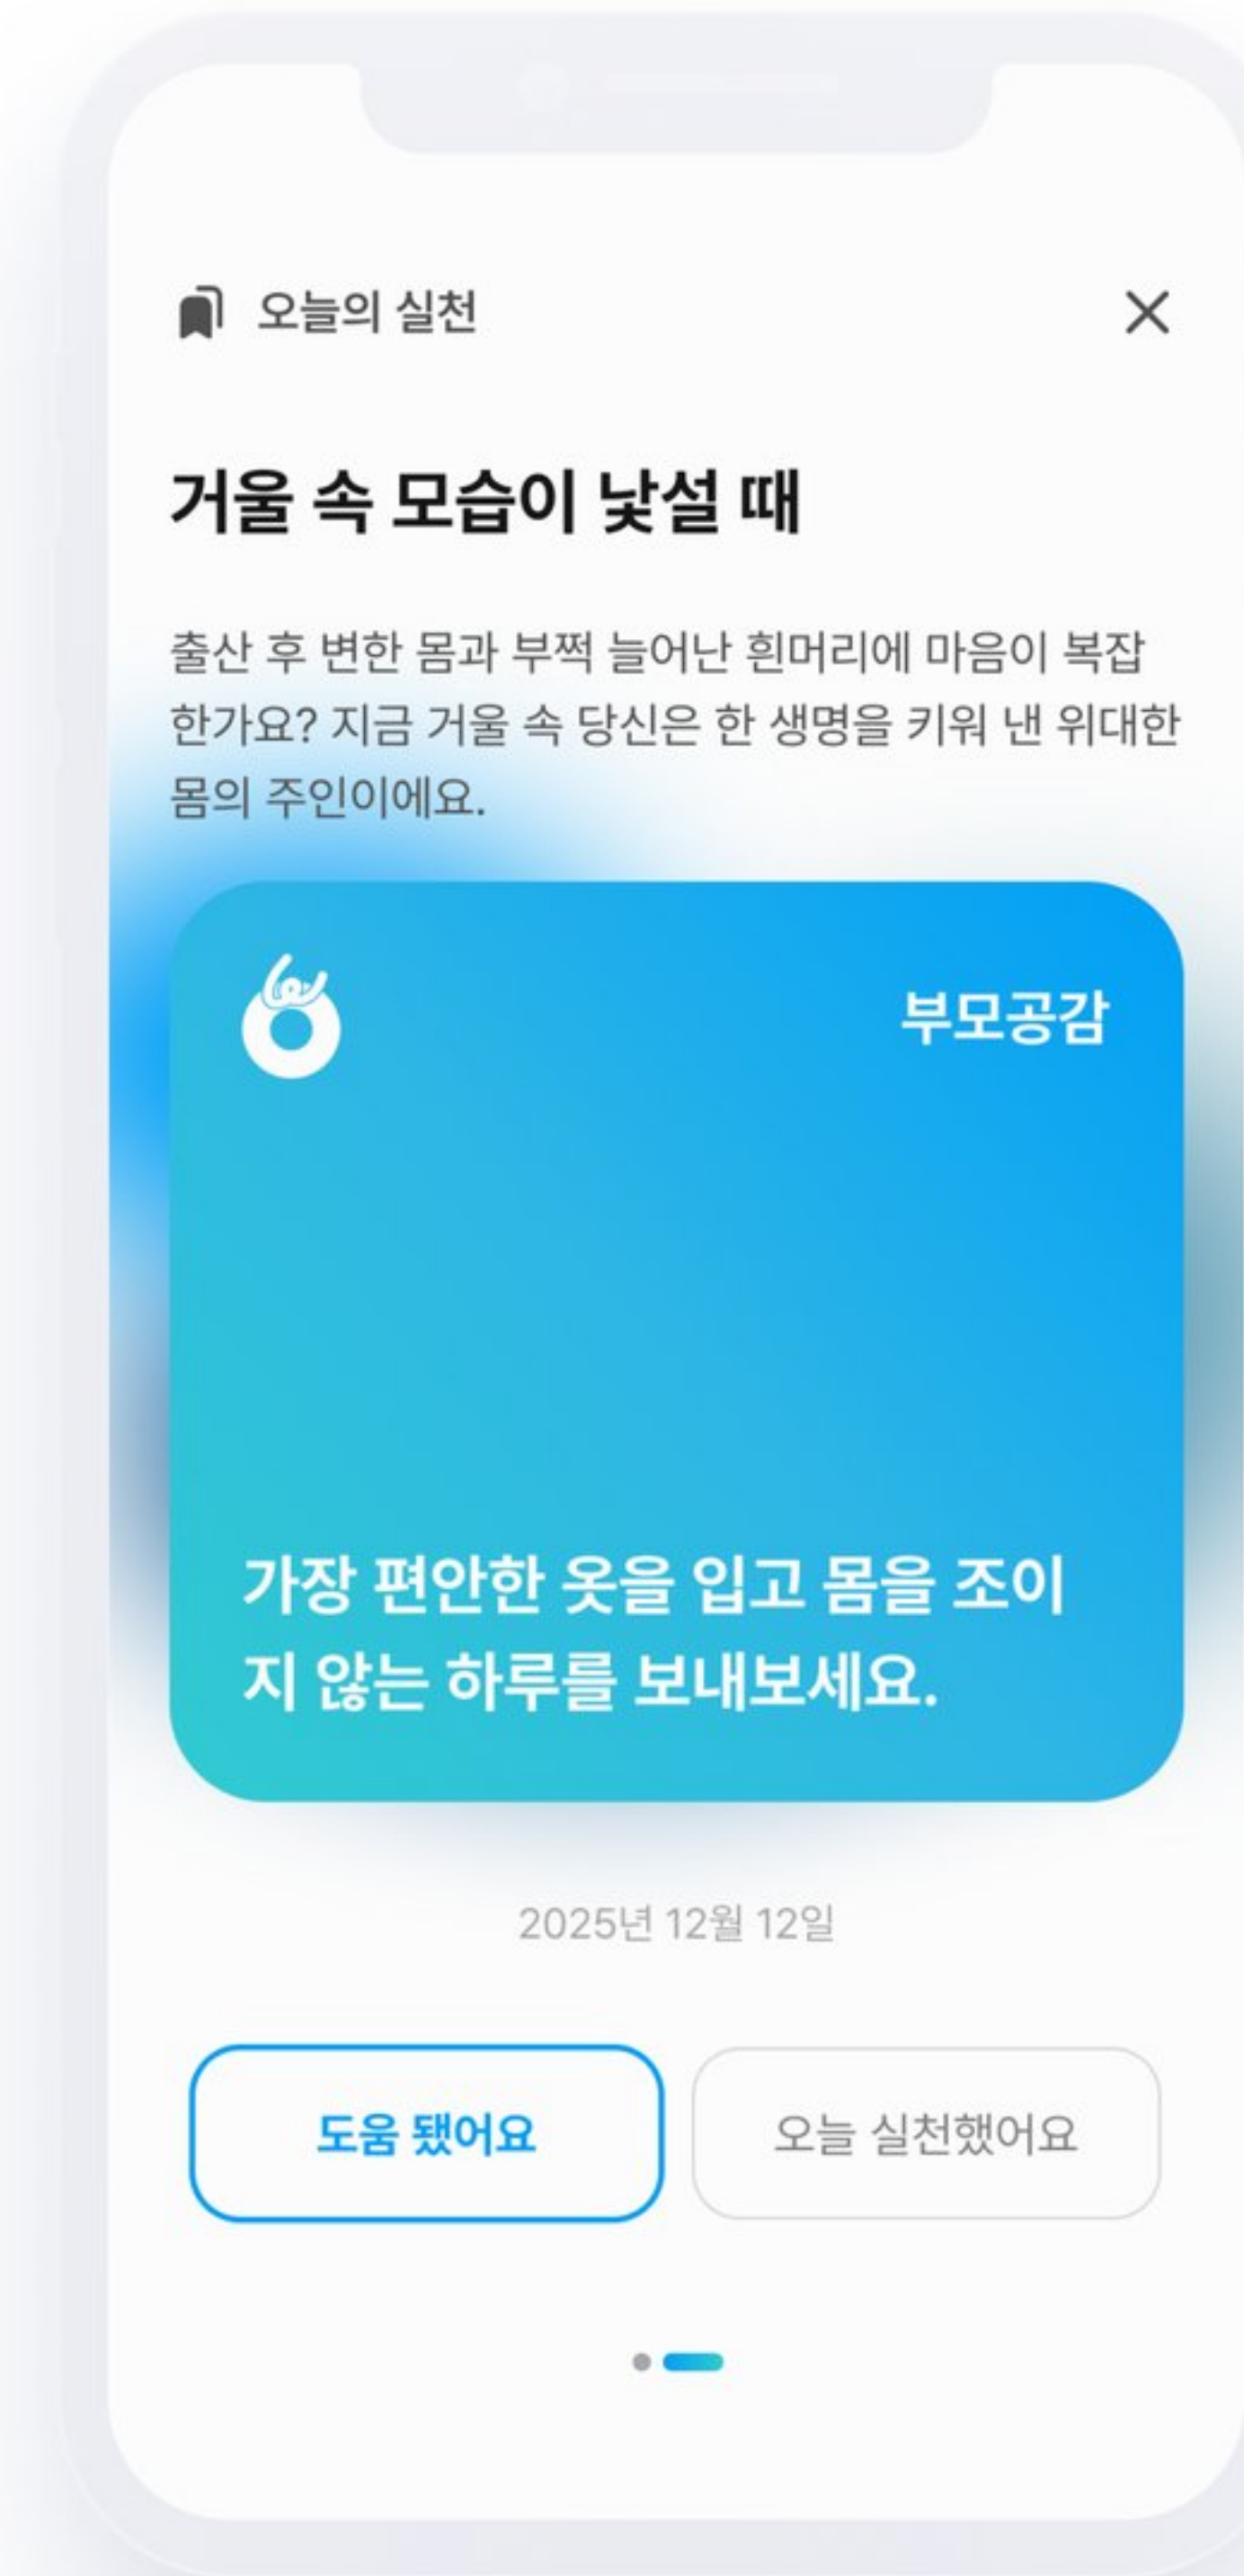 오늘의 실천
거울 속 모습이 낯설 때
출산 후 변한 몸과 부쩍 늘어난 흰머리에 마음이 복잡
한가요? 지금 거울 속 당신은 한 생명을 키워 낸 위대한
몸의 주인이에요.
부모공감
가장 편안한 옷을 입고 몸을 조이
지 않는 하루를 보내보세요.
2025년 12월 12일
도움 됐어요
오늘 실천했어요